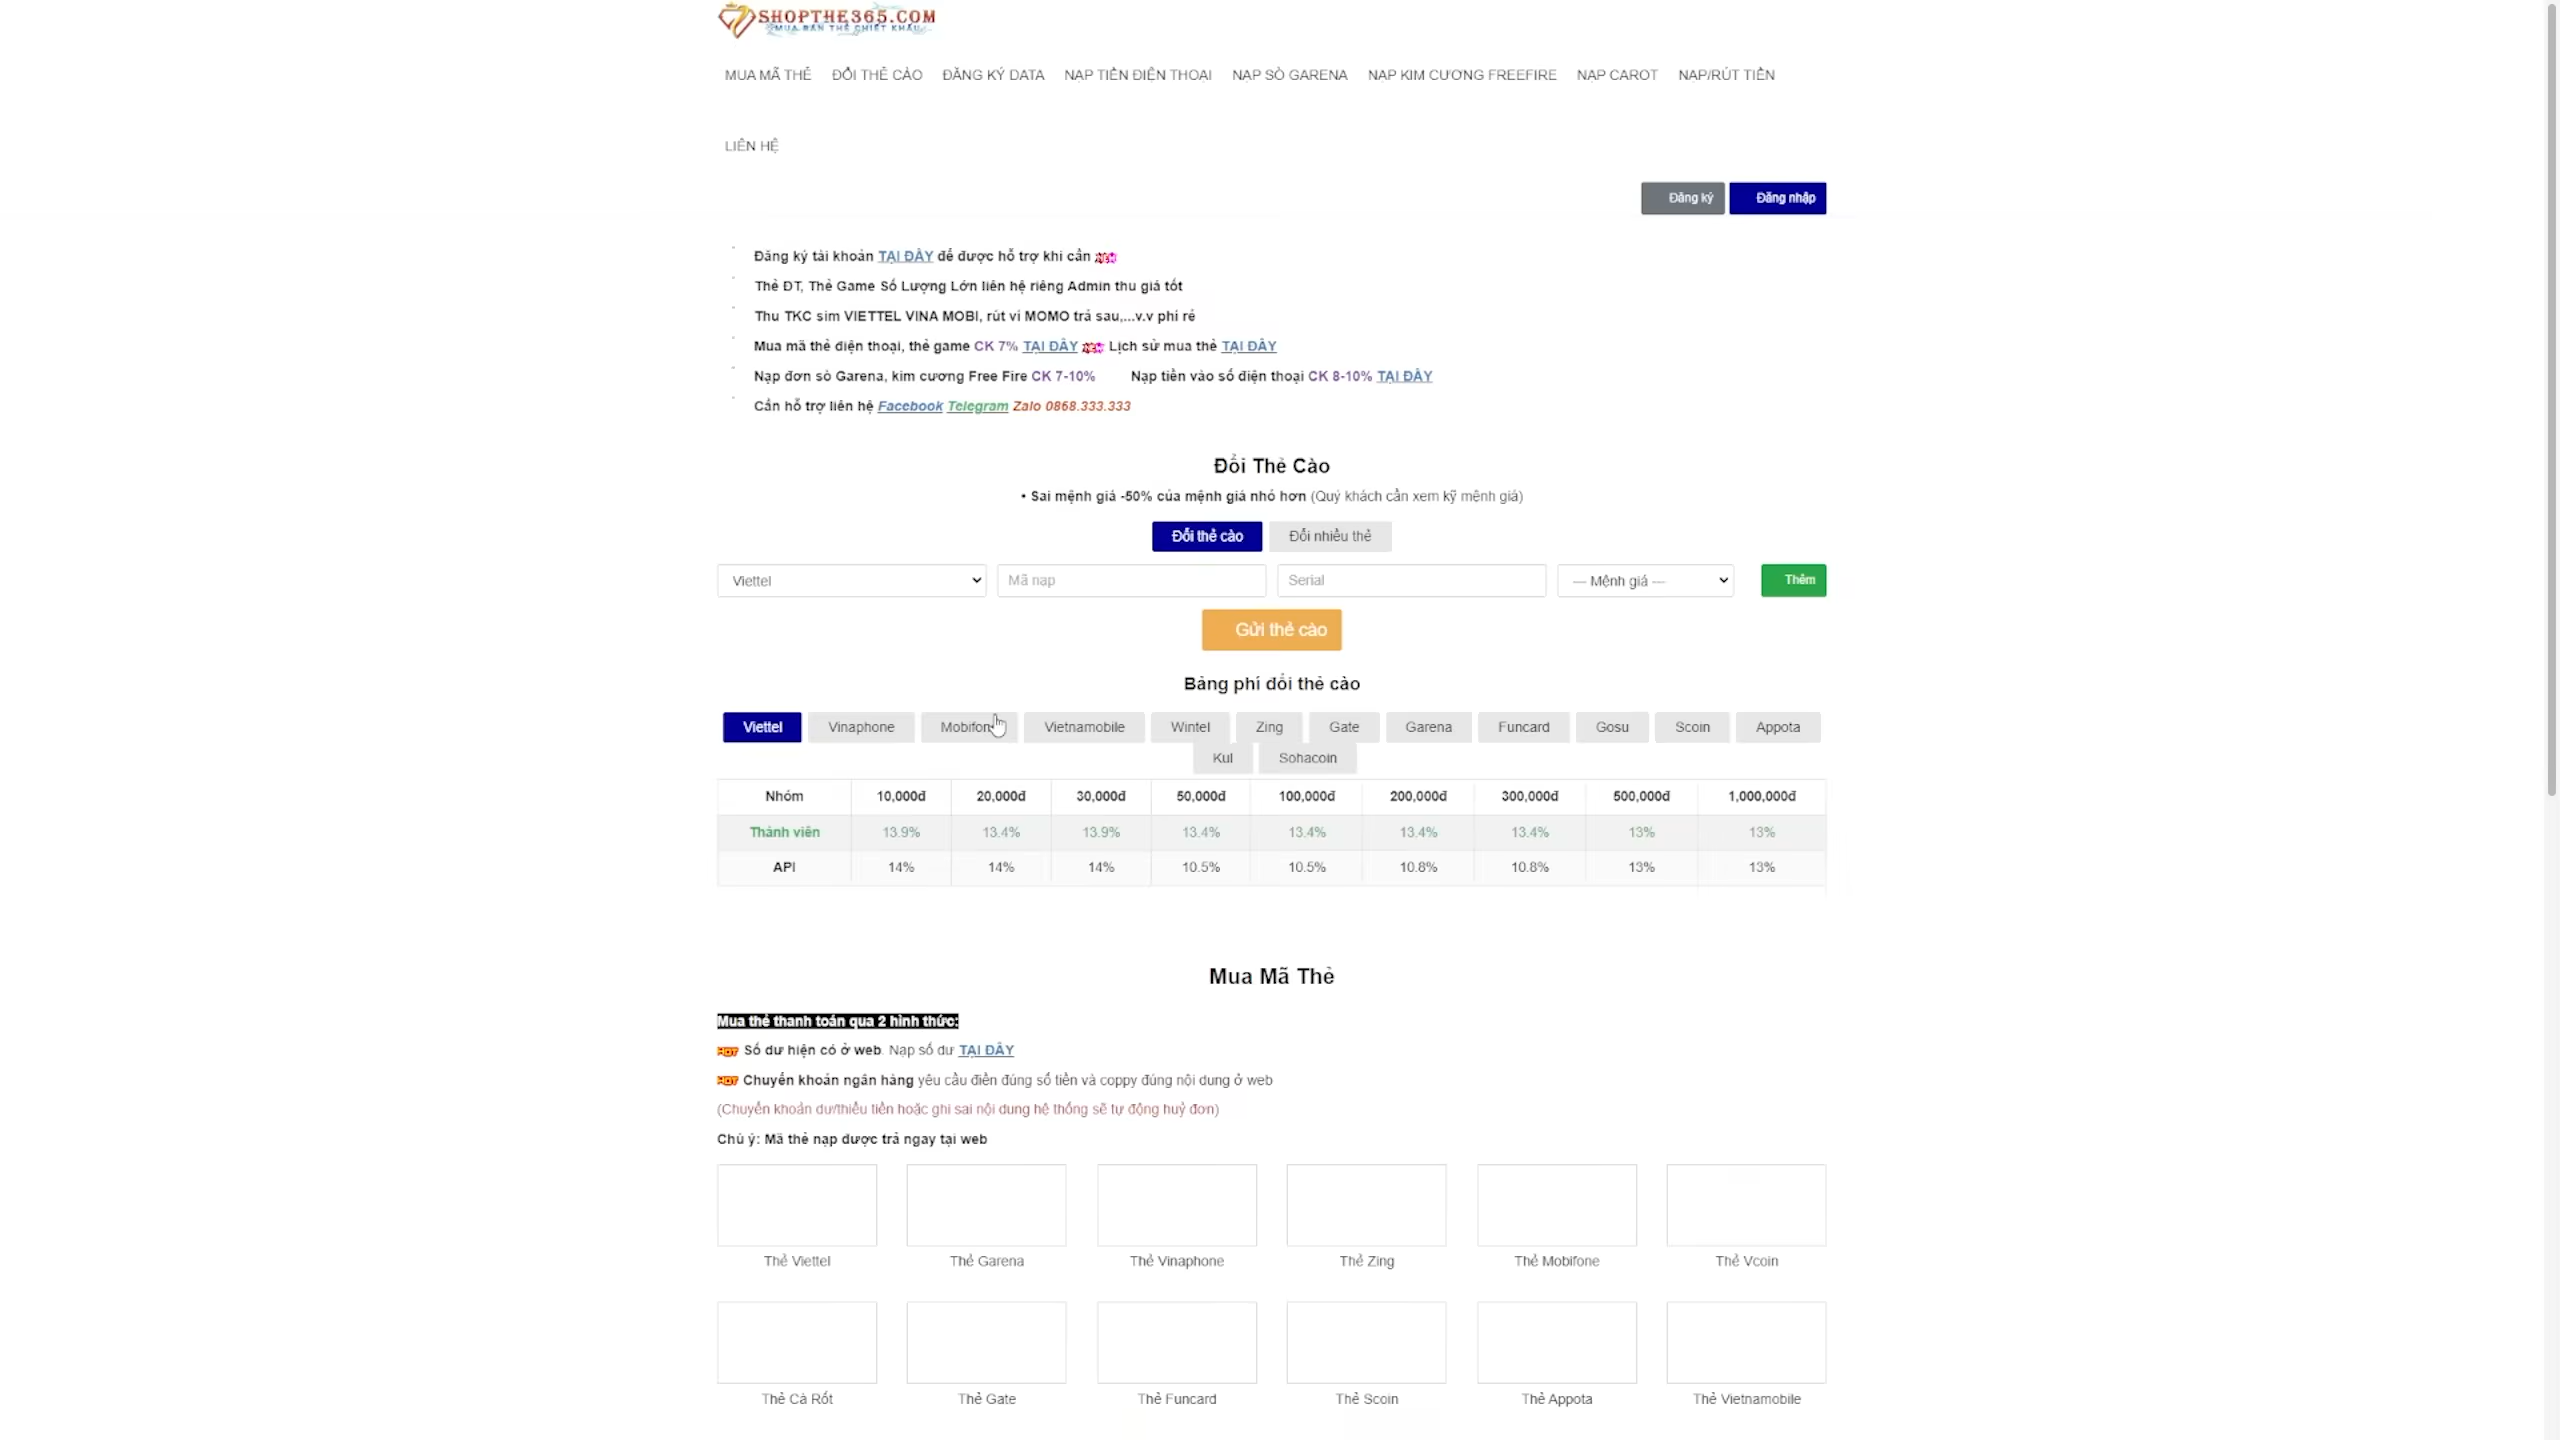 SHOPTHE365.COM
MUA BÁN THẺ CHIẾT KHẤU
MUA MÃ THẺ ĐỔI THẺ CÀO ĐĂNG KÝ DATA NẠP TIỀN ĐIỆN THOẠI NẠP SÒ GARENA NẠP KIM CƯƠNG FREEFIRE NẠP CAROT NẠP/RÚT TIỀN
LIÊN HỆ
Đăng ký Đăng nhập
Đăng ký tài khoản TẠI ĐÂY để được hỗ trợ khi cần NEW
Thẻ ĐT, Thẻ Game Số Lượng Lớn liên hệ riêng Admin thu giá tốt
Thu TKC sim VIETTEL VINA MOBI, rút ví MOMO trả sau,...v.v phí rẻ
Mua mã thẻ điện thoại, thẻ game CK 7% TẠI ĐÂY NEW Lịch sử mua thẻ TẠI ĐÂY
Nạp đơn sò Garena, kim cương Free Fire CK 7-10% Nạp tiền vào số điện thoại CK 8-10% TẠI ĐÂY
Cần hỗ trợ liên hệ Facebook Telegram Zalo 0868.333.333
Đổi Thẻ Cào
• Sai mệnh giá -50% của mệnh giá nhỏ hơn (Quý khách cần xem kỹ mệnh giá)
Đổi thẻ cào Đổi nhiều thẻ
Viettel Mã nạp Serial --- Mệnh giá --- Thêm
Gửi thẻ cào
Bảng phí đổi thẻ cào
Viettel Vinaphone Mobifon Vietnamobile Wintel Zing Gate Garena Funcard Gosu Scoin Appota
Kul Sohacoin
Nhóm 10,000đ 20,000đ 30,000đ 50,000đ 100,000đ 200,000đ 300,000đ 500,000đ 1,000,000đ
Thành viên 13.9% 13.4% 13.9% 13.4% 13.4% 13.4% 13.4% 13% 13%
API 14% 14% 14% 10.5% 10.5% 10.8% 10.8% 13% 13%
Mua Mã Thẻ
Mua thẻ thanh toán qua 2 hình thức:
HOT Số dư hiện có ở web. Nạp số dư TẠI ĐÂY
HOT Chuyển khoản ngân hàng yêu cầu điền đúng số tiền và coppy đúng nội dung ở web
(Chuyển khoản dư/thiếu tiền hoặc ghi sai nội dung hệ thống sẽ tự động huỷ đơn)
Chú ý: Mã thẻ nạp được trả ngay tại web
Thẻ Viettel Thẻ Garena Thẻ Vinaphone Thẻ Zing Thẻ Mobifone Thẻ Vcoin
Thẻ Cà Rốt Thẻ Gate Thẻ Funcard Thẻ Scoin Thẻ Appota Thẻ Vietnamobile